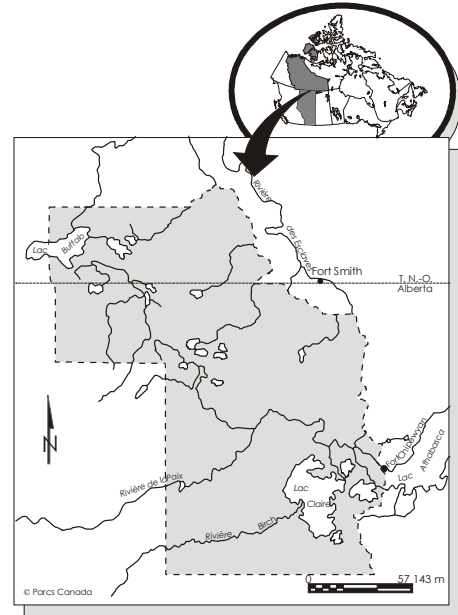 Rivière
des Esclaves
Lac Buffalo
Fort Smith
T. N.-O.
Alberta
N
Fort Chipewyan
Lac Athabasca
Rivière de la Paix
Lac
Claire
Rivière Birch
0 57 143 m
© Parcs Canada